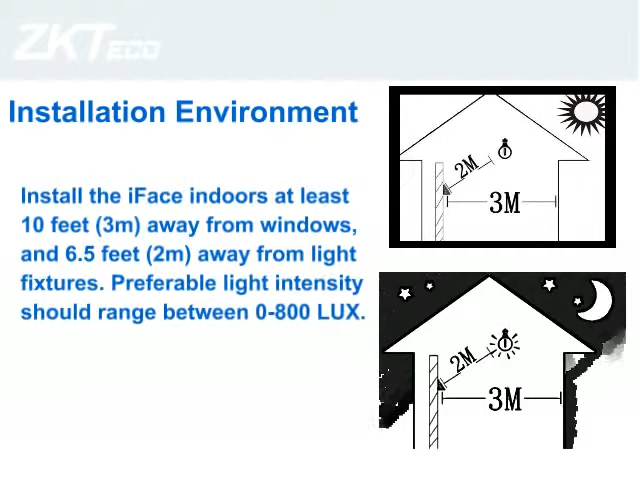 ZKTeco
Installation Environment
Install the iFace indoors at least
10 feet (3m) away from windows,
and 6.5 feet (2m) away from light
fixtures. Preferable light intensity
should range between 0-800 LUX.
2M
3M
2M
3M